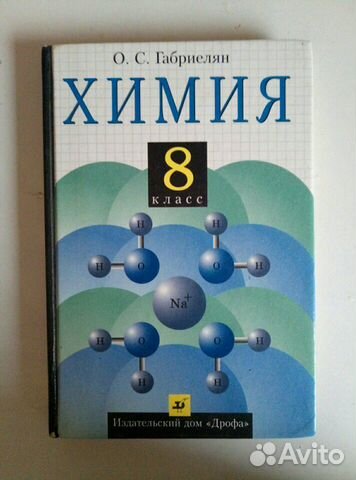 О. С. Габриелян
ХИМИЯ
8
класс
H H
H O O H
Na+
H O O H
H H
Издательский дом «Дрофа»
Avito